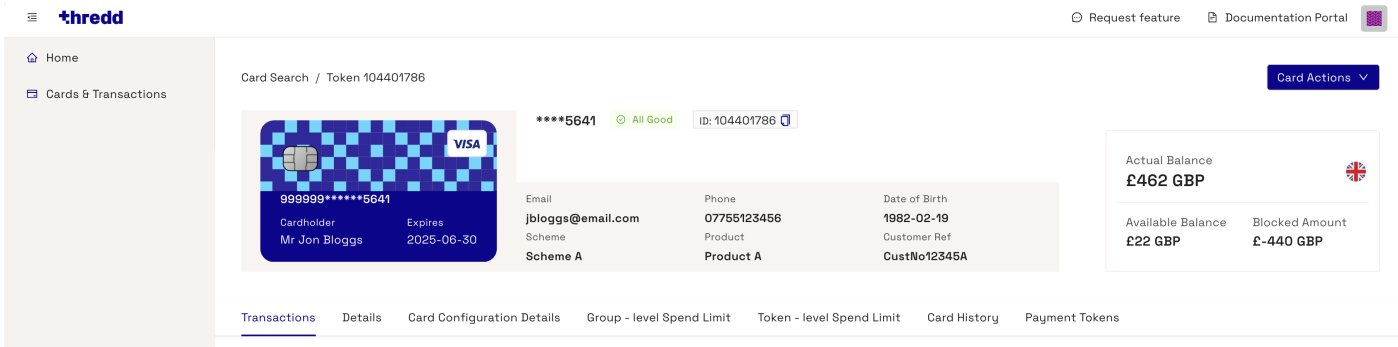 thredd
Request feature
Documentation Portal
Home
Cards & Transactions
Card Search / Token 104401786
Card Actions
VISA
999999******5641
Cardholder
Expires
Mr Jon Bloggs
2025-06-30
****5641
All Good
ID: 104401786
Email
Phone
Date of Birth
jbloggs@email.com
07755123456
1982-02-19
Scheme
Product
Customer Ref
Scheme A
Product A
CustNo12345A
Actual Balance
£462 GBP
Available Balance
Blocked Amount
£22 GBP
£-440 GBP
Transactions
Details
Card Configuration Details
Group - level Spend Limit
Token - level Spend Limit
Card History
Payment Tokens